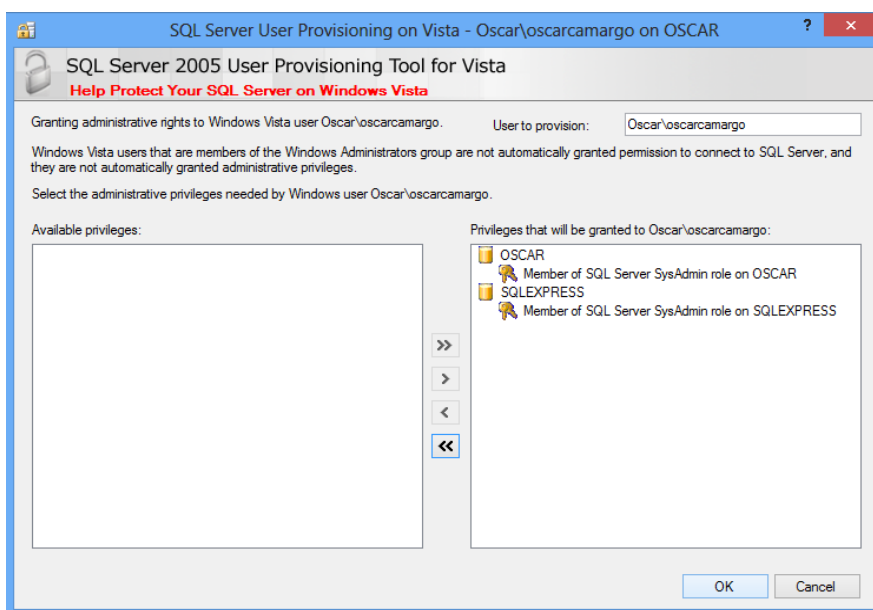 SQL Server User Provisioning on Vista - Oscar\oscarcamargo on OSCAR
SQL Server 2005 User Provisioning Tool for Vista
Help Protect Your SQL Server on Windows Vista
Granting administrative rights to Windows Vista user Oscar\oscarcamargo.
User to provision:
Oscar\oscarcamargo
Windows Vista users that are members of the Windows Administrators group are not automatically granted permission to connect to SQL Server, and
they are not automatically granted administrative privileges.
Select the administrative privileges needed by Windows user Oscar\oscarcamargo.
Available privileges:
Privileges that will be granted to Oscar\oscarcamargo:
OSCAR
Member of SQL Server SysAdmin role on OSCAR
SQLEXPRESS
Member of SQL Server SysAdmin role on SQLEXPRESS
OK
Cancel